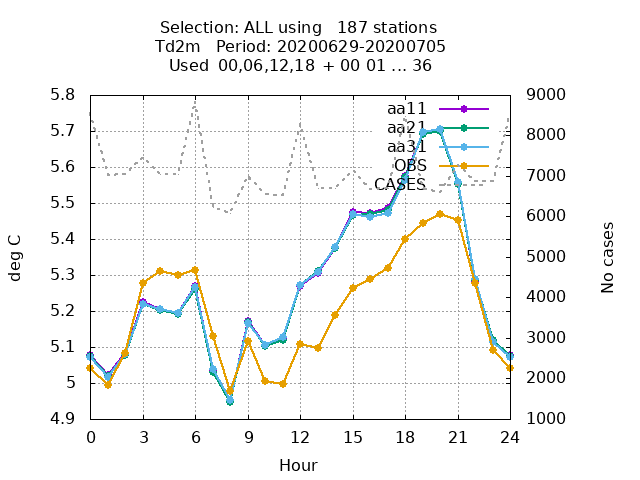 Selection: ALL using 187 stations
Td2m Period: 20200629-20200705
Used 00,06,12,18 + 00 01 ... 36
5.8
5.7
5.6
5.5
5.4
5.3
5.2
5.1
5
4.9
deg C
aa11
aa21
aa31
OBS
CASES
9000
8000
7000
6000
5000
4000
3000
2000
1000
No cases
0 3 6 9 12 15 18 21 24
Hour